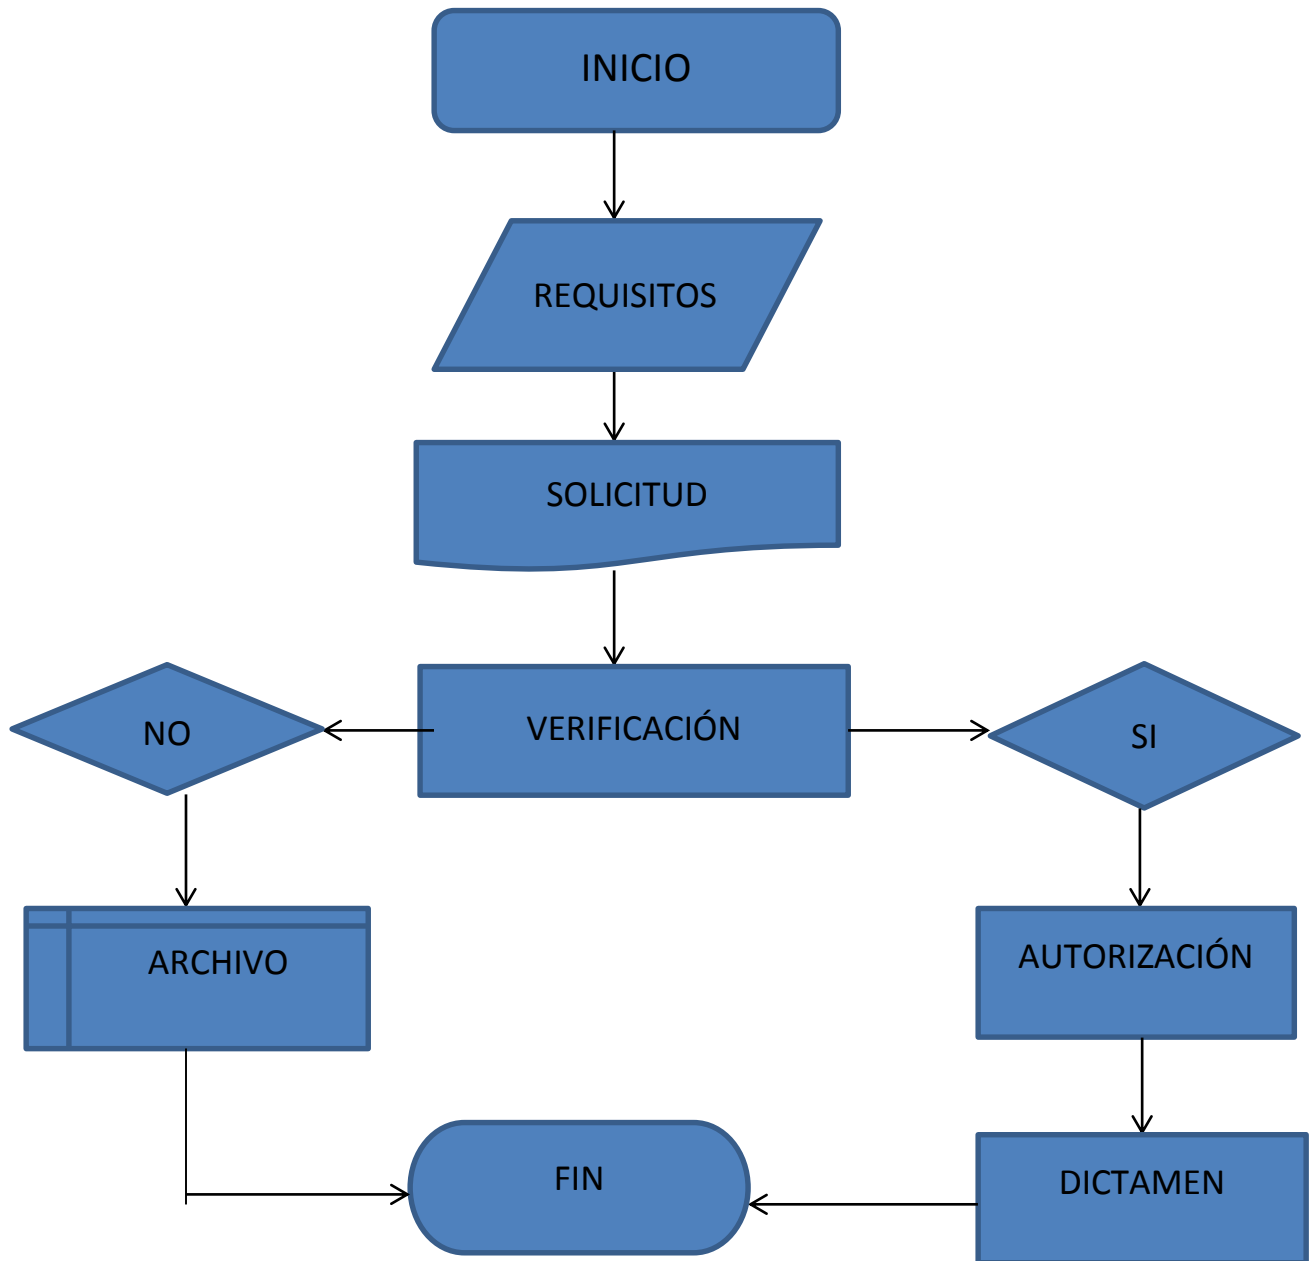 INICIO
REQUISITOS
SOLICITUD
VERIFICACIÓN
NO
SI
ARCHIVO
AUTORIZACIÓN
FIN
DICTAMEN